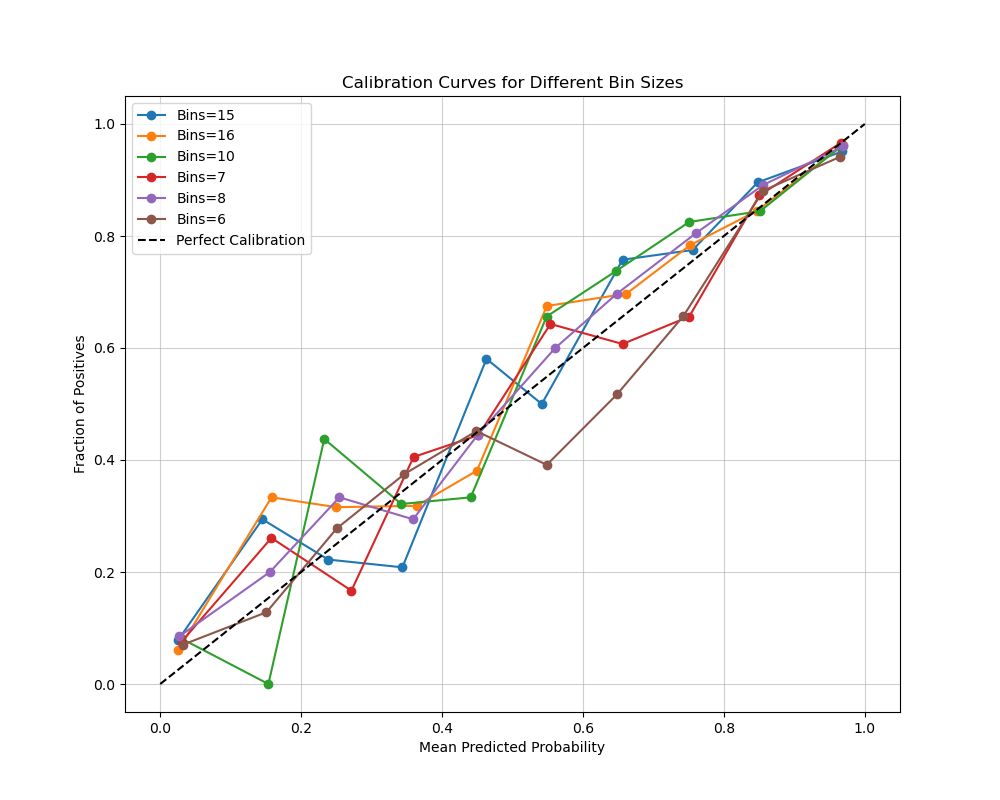 Calibration Curves for Different Bin Sizes
Bins=15
Bins=16
Bins=10
Bins=7
Bins=8
Bins=6
Perfect Calibration
Fraction of Positives
1.0
0.8
0.6
0.4
0.2
0.0
0.0 0.2 0.4 0.6 0.8 1.0
Mean Predicted Probability